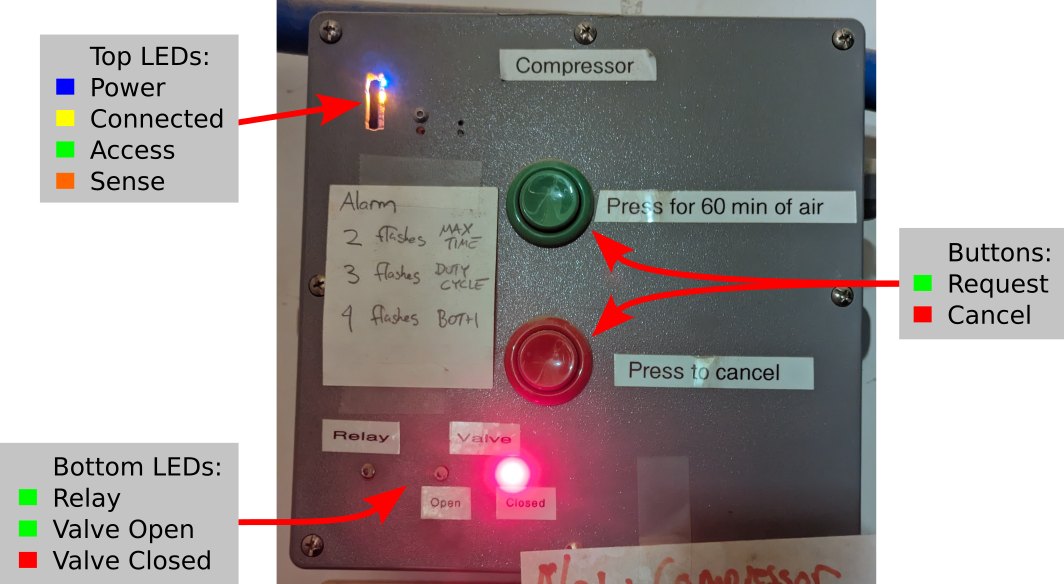 Top LEDs:
Power
Connected
Access
Sense
Compressor
Press for 60 min of air
Alarm
2 flashes MAX TIME
3 flashes DUTY CYCLE
4 flashes BOTH
Buttons:
Request
Cancel
Press to cancel
Relay
Valve
Open
Closed
Bottom LEDs:
Relay
Valve Open
Valve Closed
Compressor